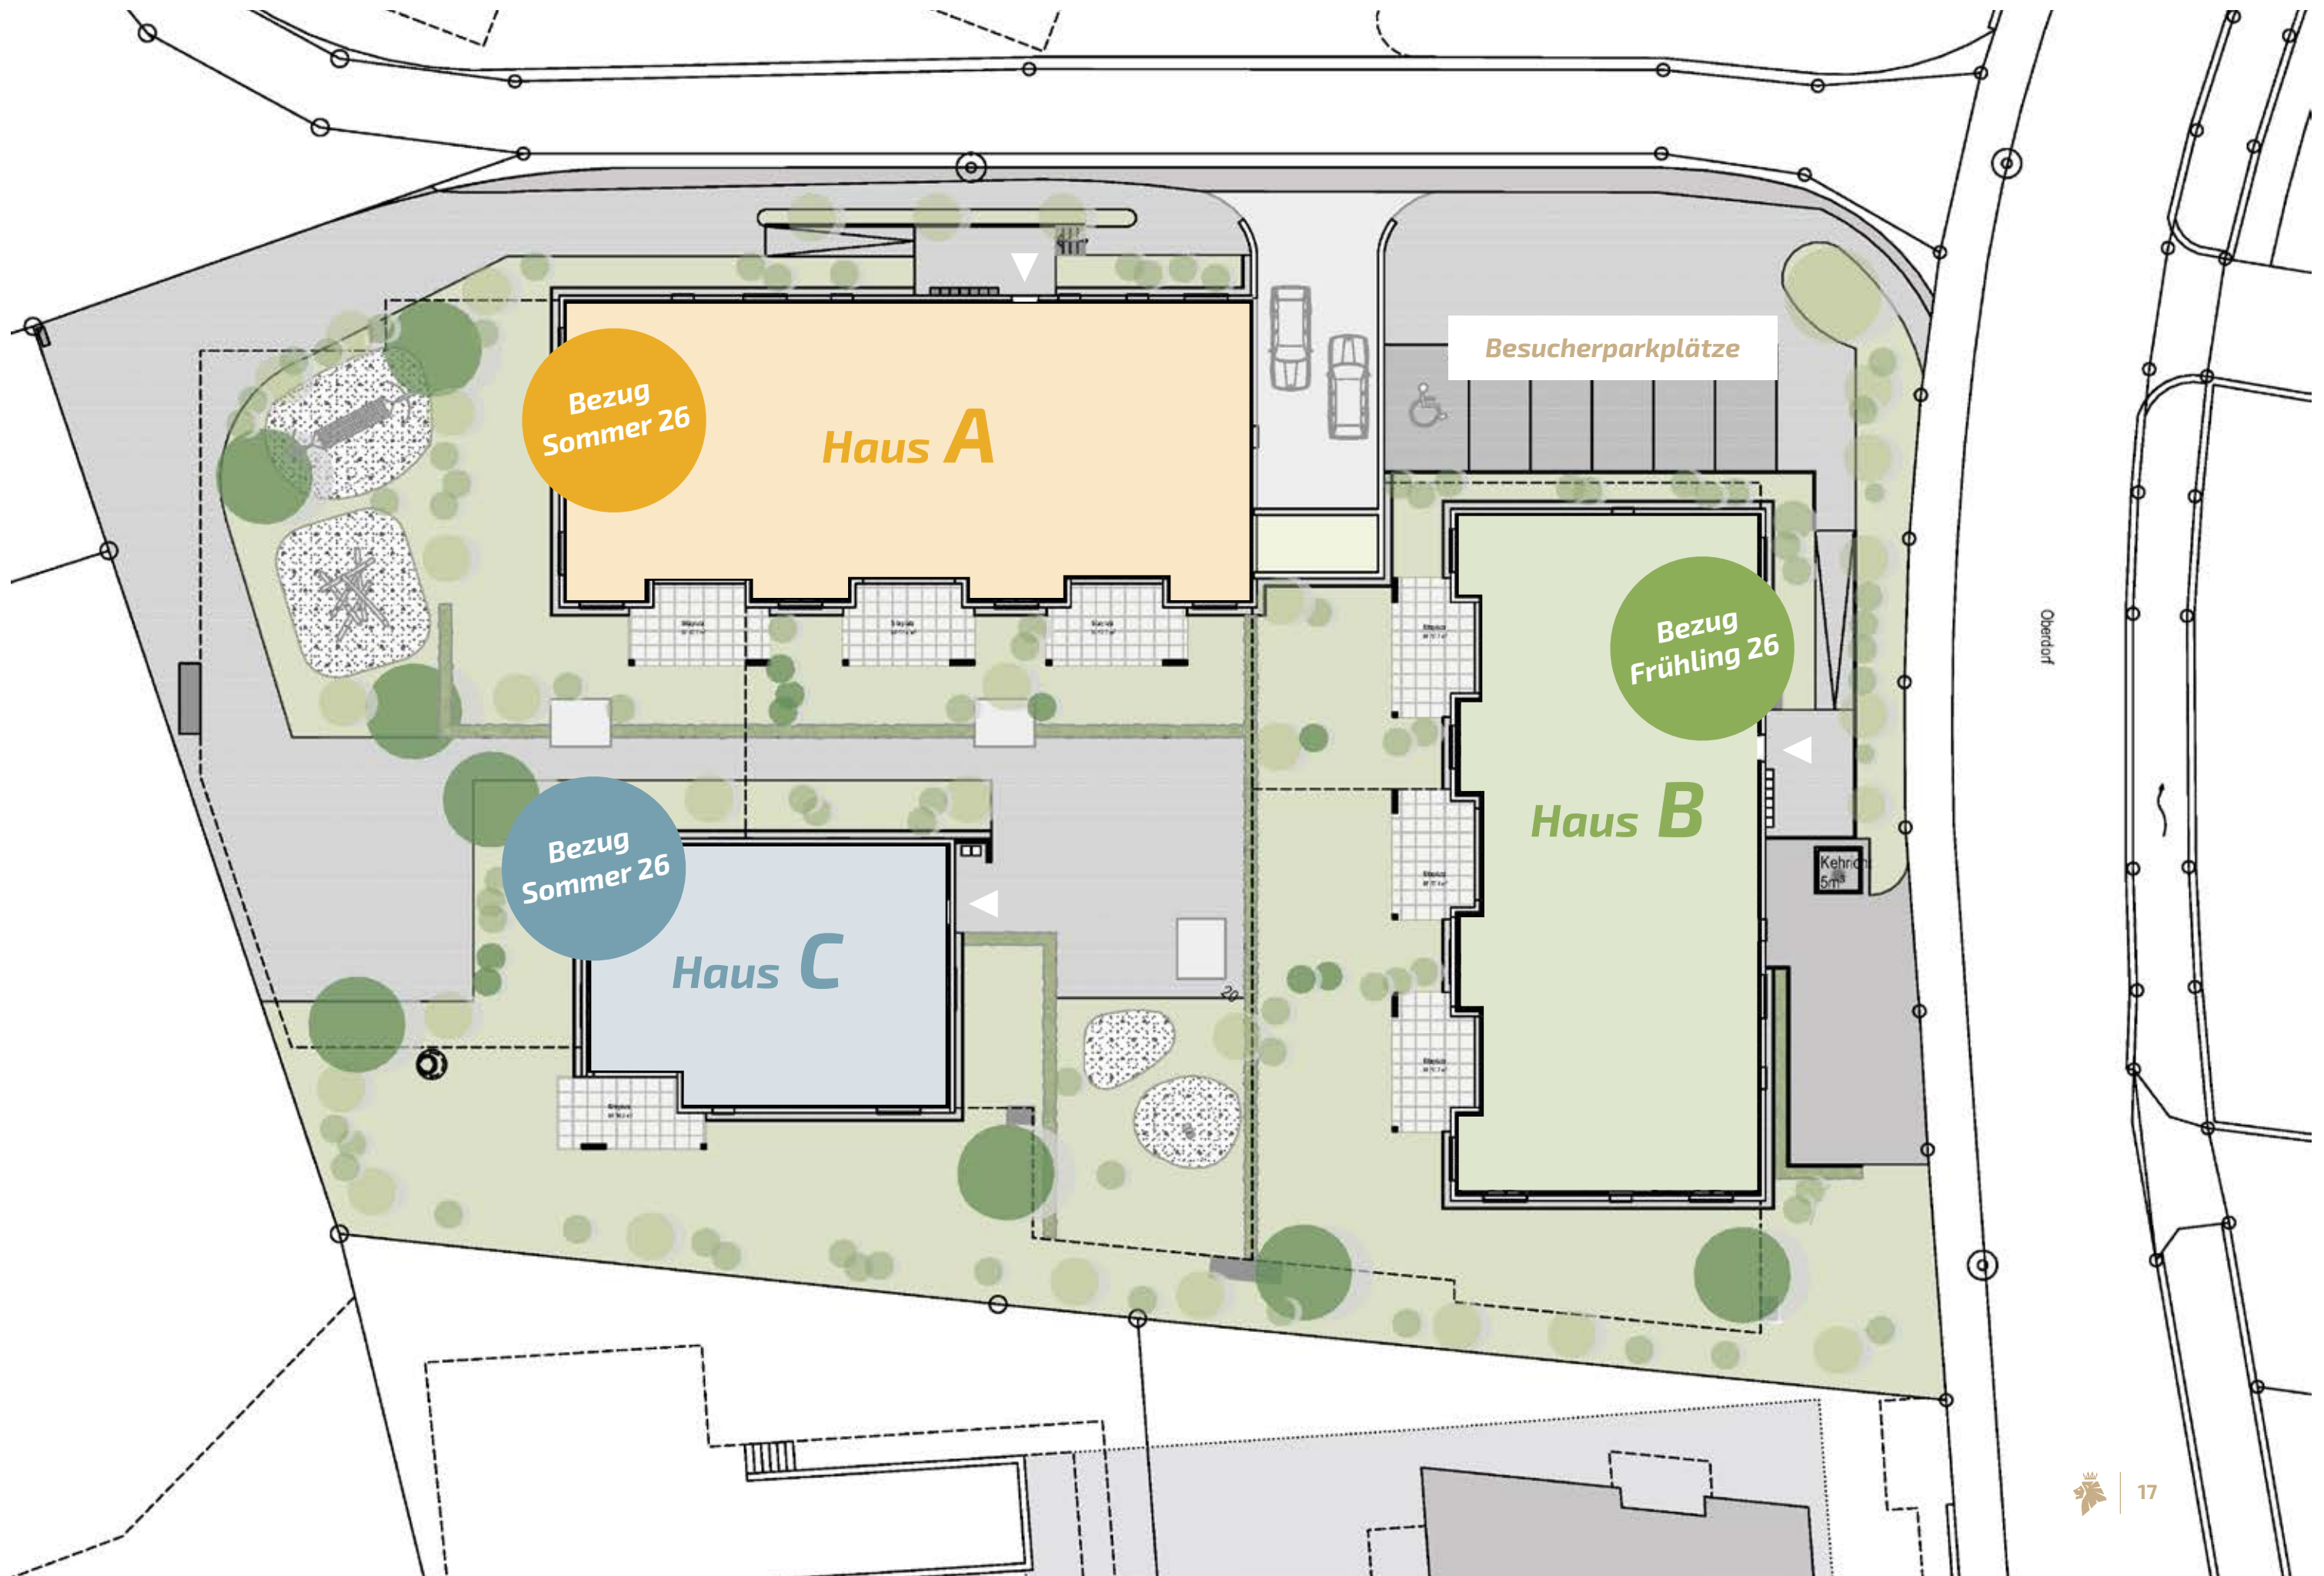 Besucherparkplätze
Bezug
Sommer 26
Haus A
Bezug
Frühling 26
Oberdorf
Haus B
Bezug
Sommer 26
Kehricht
5m³
Haus C
20
17